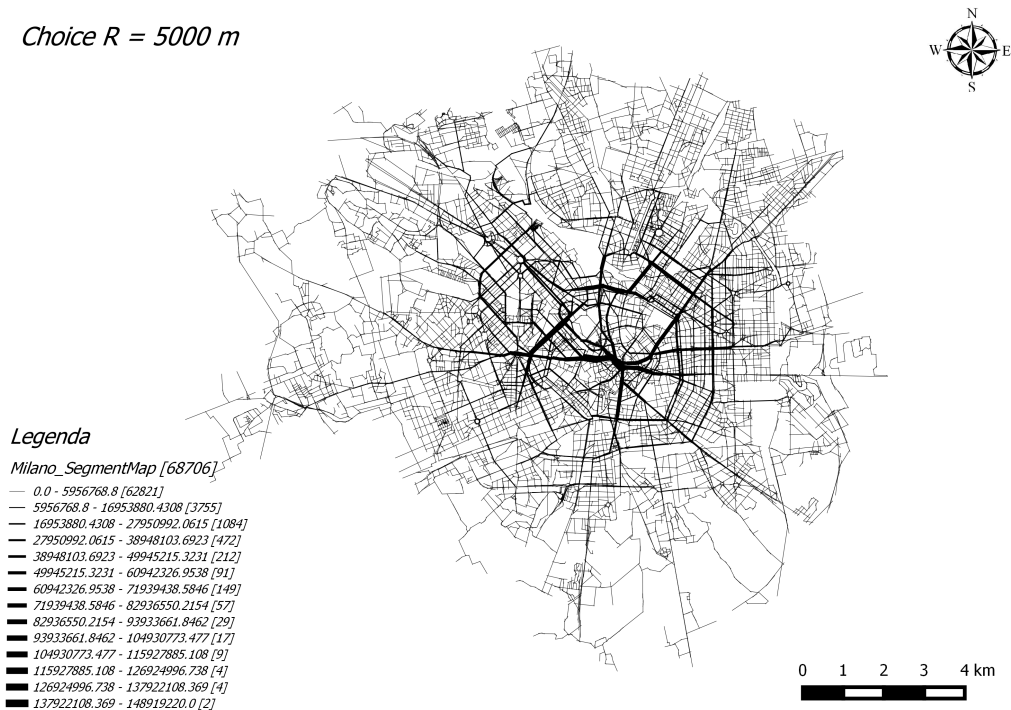 Choice R = 5000 m
N
W E
S
Legenda
Milano_SegmentMap [68706]
0.0 - 5956768.8 [62821]
5956768.8 - 16953880.4308 [3755]
16953880.4308 - 27950992.0615 [1084]
27950992.0615 - 38948103.6923 [472]
38948103.6923 - 49945215.3231 [212]
49945215.3231 - 60942326.9538 [91]
60942326.9538 - 71939438.5846 [149]
71939438.5846 - 82936550.2154 [57]
82936550.2154 - 93933661.8462 [29]
93933661.8462 - 104930773.477 [17]
104930773.477 - 115927885.108 [9]
115927885.108 - 126924996.738 [4]
126924996.738 - 137922108.369 [4]
137922108.369 - 148919220.0 [2]
0 1 2 3 4 km